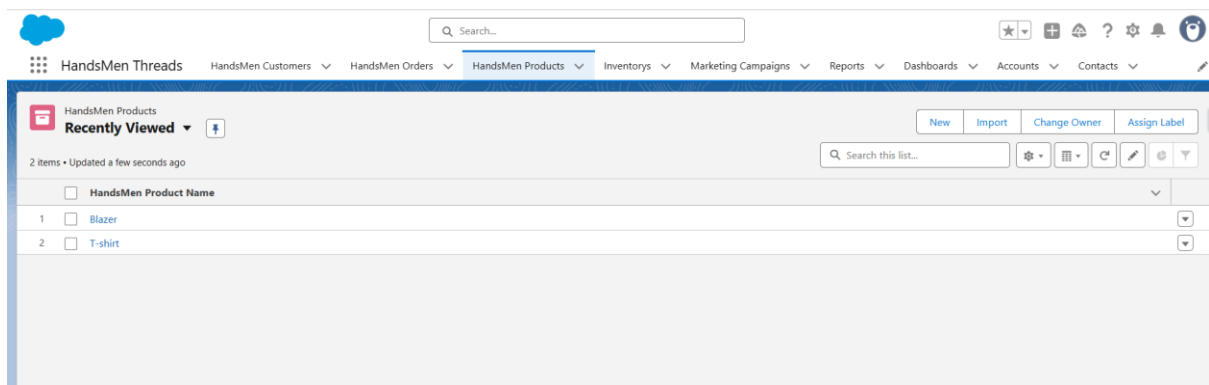 Search...
HandsMen Threads HandsMen Customers HandsMen Orders HandsMen Products Inventorys Marketing Campaigns Reports Dashboards Accounts Contacts
HandsMen Products
Recently Viewed
New Import Change Owner Assign Label
2 items • Updated a few seconds ago
Search this list...
HandsMen Product Name
1 Blazer
2 T-shirt